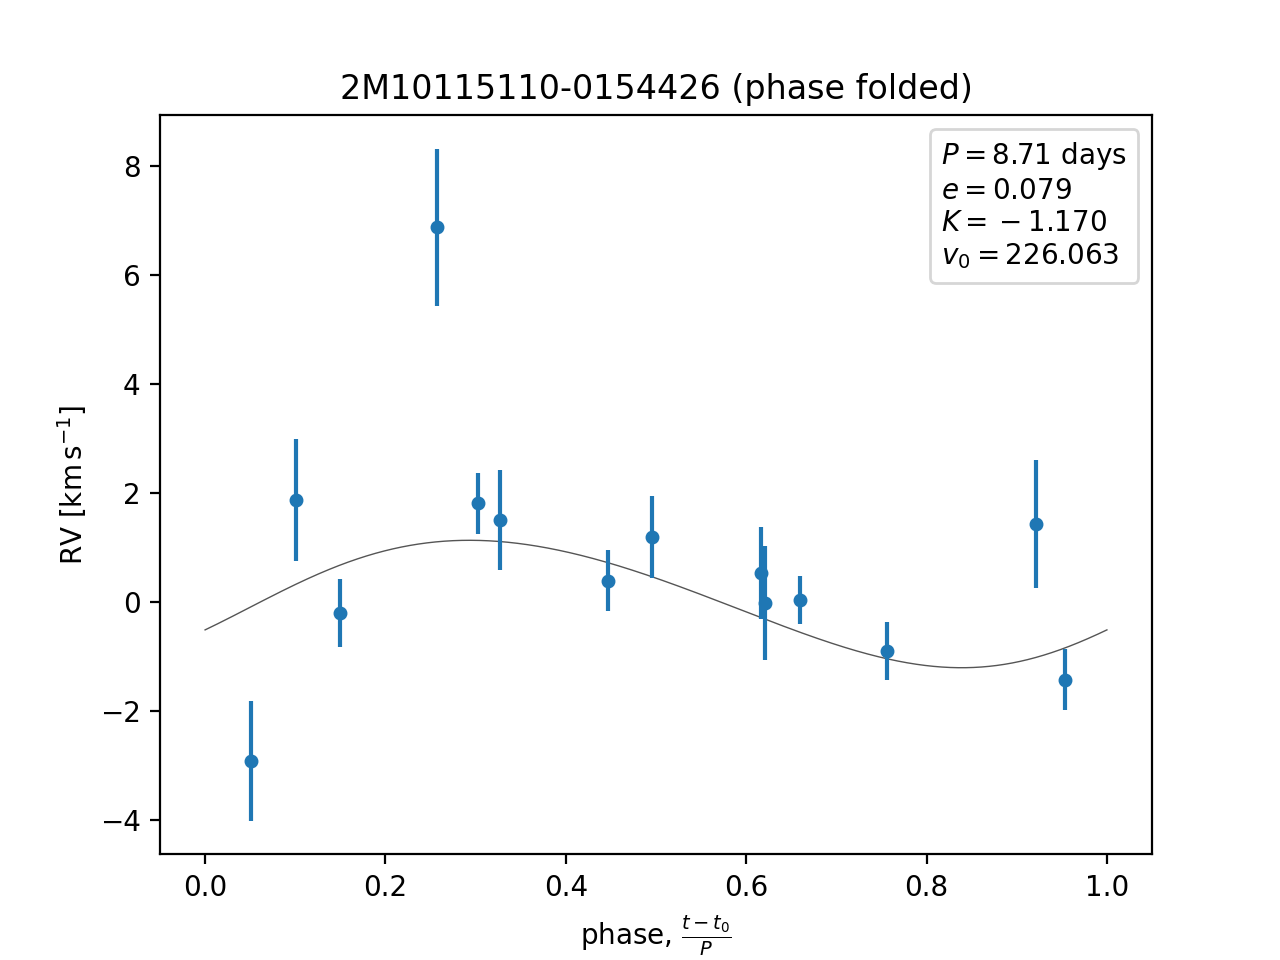 2M10115110-0154426 (phase folded)
P = 8.71 days
e = 0.079
K = −1.170
v₀ = 226.063
RV [km s⁻¹]
8
6
4
2
0
−2
−4
0.0 0.2 0.4 0.6 0.8 1.0
phase, (t − t₀)/P